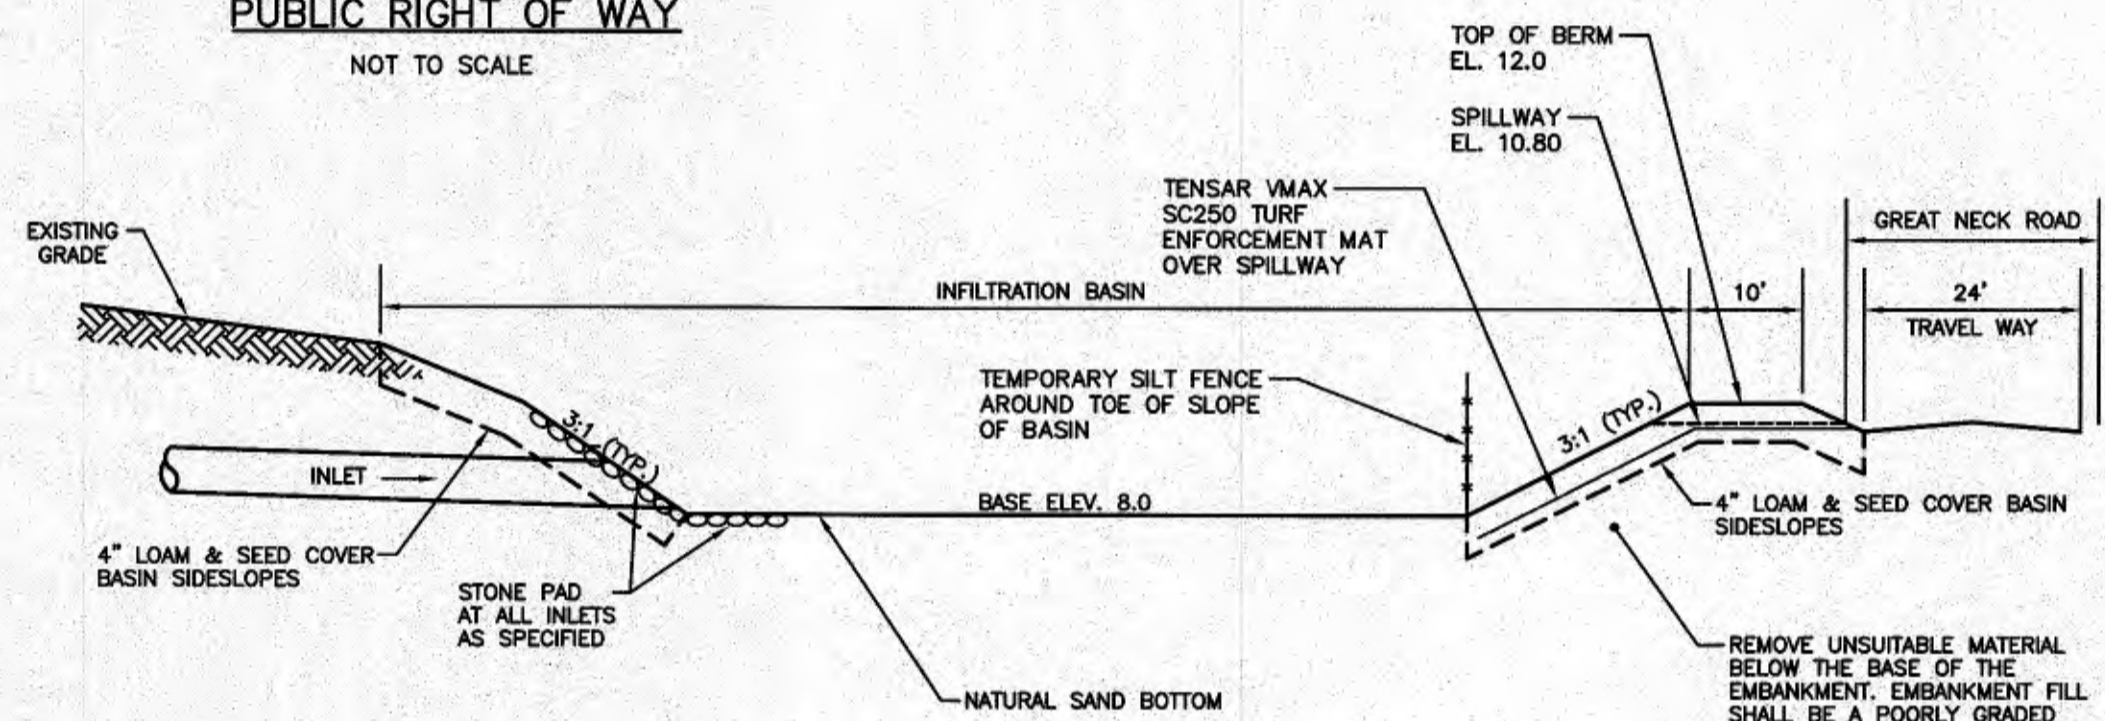 PUBLIC RIGHT OF WAY
NOT TO SCALE
TOP OF BERM
EL. 12.0
SPILLWAY
EL. 10.80
TENSAR VMAX
SC250 TURF
ENFORCEMENT MAT
OVER SPILLWAY
EXISTING
GRADE
GREAT NECK ROAD
INFILTRATION BASIN
10'
24'
TRAVEL WAY
TEMPORARY SILT FENCE
AROUND TOE OF SLOPE
OF BASIN
3:1 (TYP.)
3:1 (TYP.)
INLET
BASE ELEV. 8.0
4" LOAM & SEED COVER BASIN
SIDESLOPES
4" LOAM & SEED COVER
BASIN SIDESLOPES
STONE PAD
AT ALL INLETS
AS SPECIFIED
NATURAL SAND BOTTOM
REMOVE UNSUITABLE MATERIAL
BELOW THE BASE OF THE
EMBANKMENT. EMBANKMENT FILL
SHALL BE A POORLY GRADED